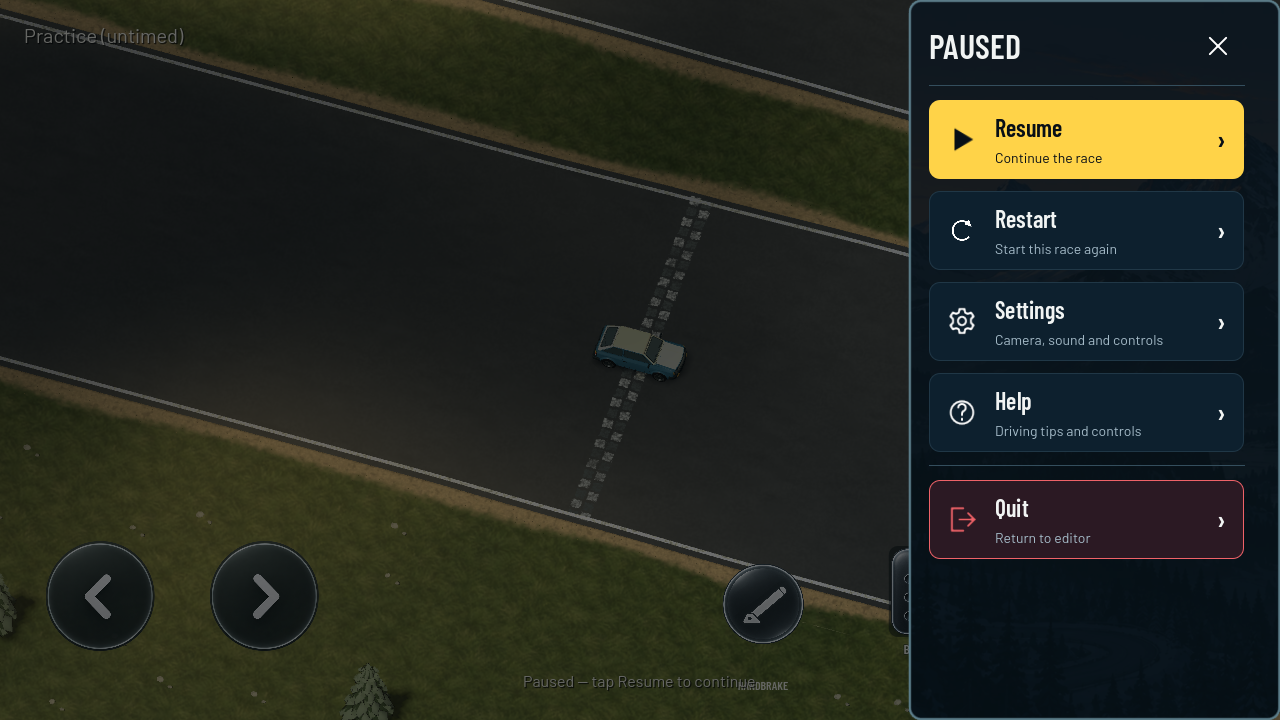 Practice (untimed)
PAUSED
Resume
Continue the race
Restart
Start this race again
Settings
Camera, sound and controls
Help
Driving tips and controls
Quit
Return to editor
Paused — tap Resume to continue